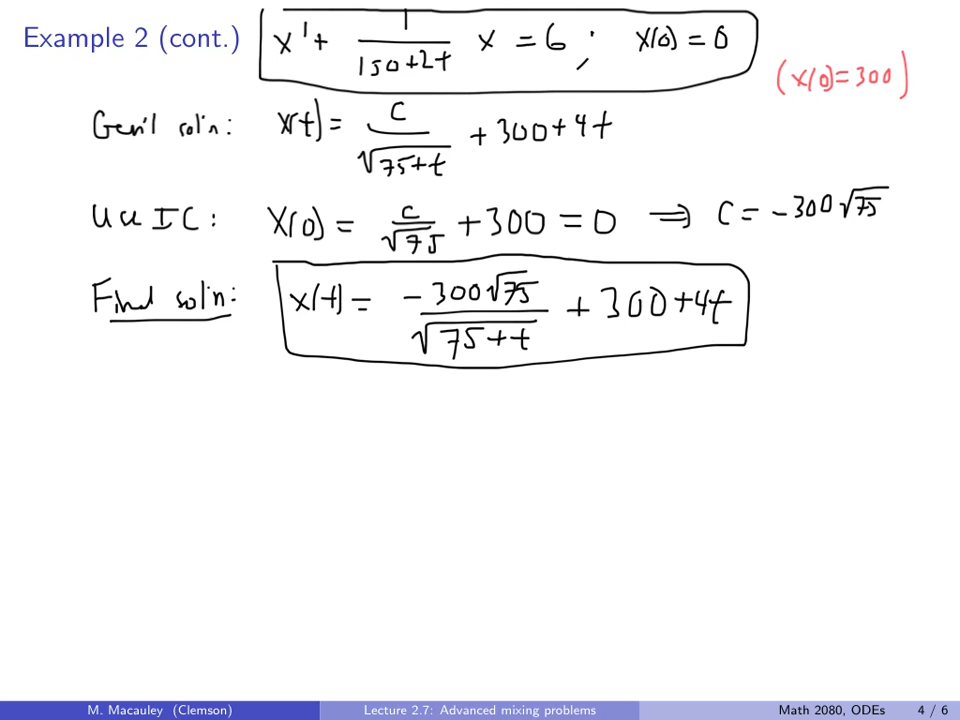 Example 2 (cont.) x' + 1/(150+2t) x = 6, x(0) = 0
(x(0)=300)
Gen'l sol'n: x(t) = C/√(75+t) + 300 + 4t
Use IC: x(0) = C/√75 + 300 = 0 ⟹ C = -300√75
Final sol'n: x(t) = -300√75/√(75+t) + 300 + 4t
M. Macauley (Clemson) Lecture 2.7: Advanced mixing problems Math 2080, ODEs 4 / 6